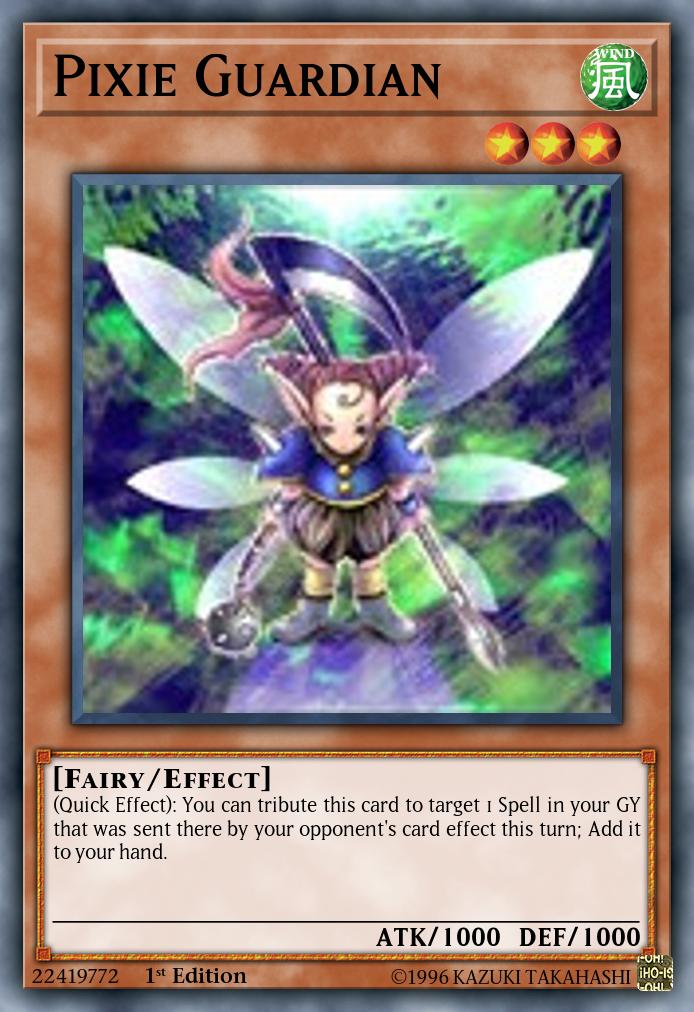 PIXIE GUARDIAN
WIND
風
[FAIRY/EFFECT]
(Quick Effect): You can tribute this card to target 1 Spell in your GY
that was sent there by your opponent's card effect this turn; Add it
to your hand.
ATK/1000 DEF/1000
22419772 1st Edition ©1996 KAZUKI TAKAHASHI